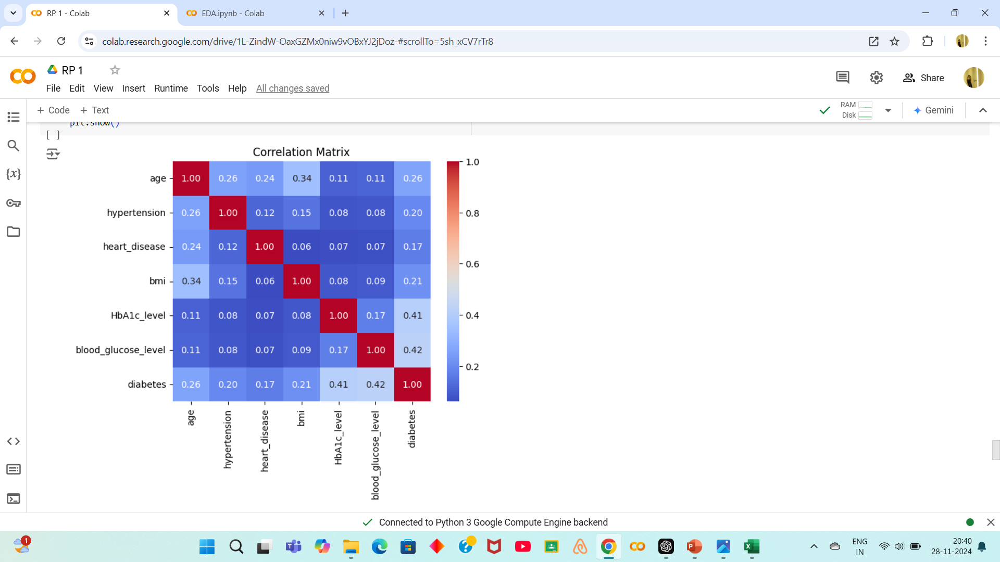 RP 1 - Colab
EDA.ipynb - Colab
colab.research.google.com/drive/1L-ZindW-OaxGZMx0niw9vOBxYJ2jDoz-#scrollTo=5sh_xCV7rTr8
RP 1
File Edit View Insert Runtime Tools Help All changes saved
Share
+ Code + Text
RAM
Disk
Gemini
plt.show()
[ ]
{x}
Correlation Matrix
age 1.00 0.26 0.24 0.34 0.11 0.11 0.26
hypertension 0.26 1.00 0.12 0.15 0.08 0.08 0.20
heart_disease 0.24 0.12 1.00 0.06 0.07 0.07 0.17
bmi 0.34 0.15 0.06 1.00 0.08 0.09 0.21
HbA1c_level 0.11 0.08 0.07 0.08 1.00 0.17 0.41
blood_glucose_level 0.11 0.08 0.07 0.09 0.17 1.00 0.42
diabetes 0.26 0.20 0.17 0.21 0.41 0.42 1.00
age
hypertension
heart_disease
bmi
HbA1c_level
blood_glucose_level
diabetes
1.0
0.8
0.6
0.4
0.2
Connected to Python 3 Google Compute Engine backend
1
ENG
IN
20:40
28-11-2024